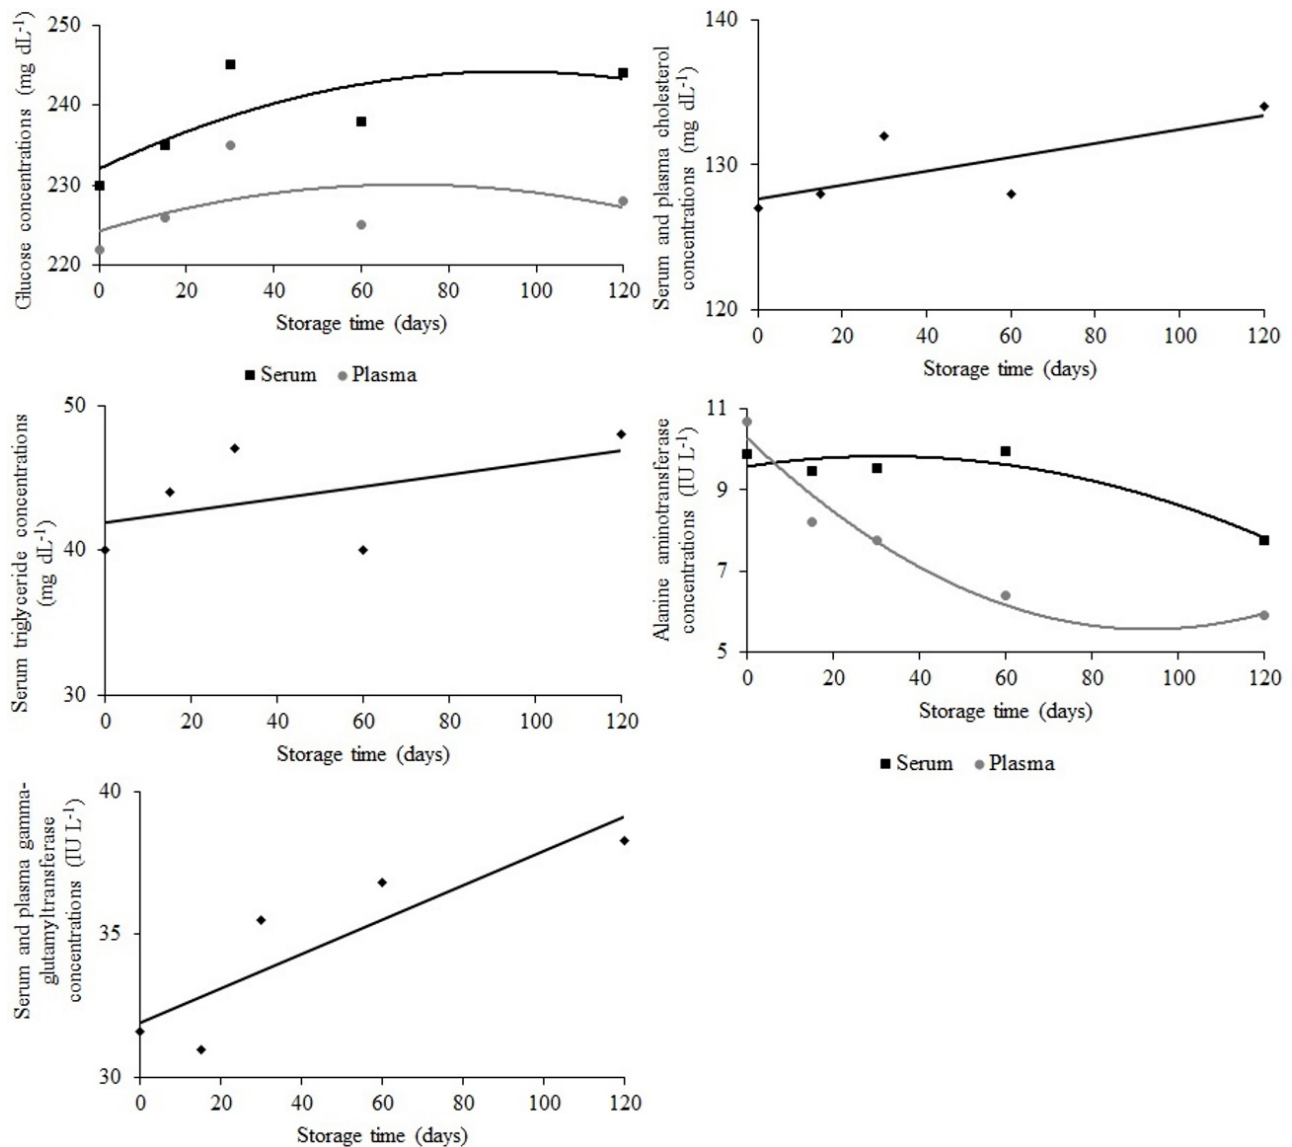 Glucose concentrations (mg dL-1)
250
240
230
220
0 20 40 60 80 100 120
Storage time (days)
Serum Plasma
Serum and plasma cholesterol
concentrations (mg dL-1)
140
130
120
0 20 40 60 80 100 120
Storage time (days)
Serum triglyceride concentrations
(mg dL-1)
50
40
30
0 20 40 60 80 100 120
Storage time (days)
Alanine aminotransferase
concentrations (IU L-1)
11
9
7
5
0 20 40 60 80 100 120
Storage time (days)
Serum Plasma
Serum and plasma gamma-
glutamyltransferase
concentrations (IU L-1)
40
35
30
0 20 40 60 80 100 120
Storage time (days)